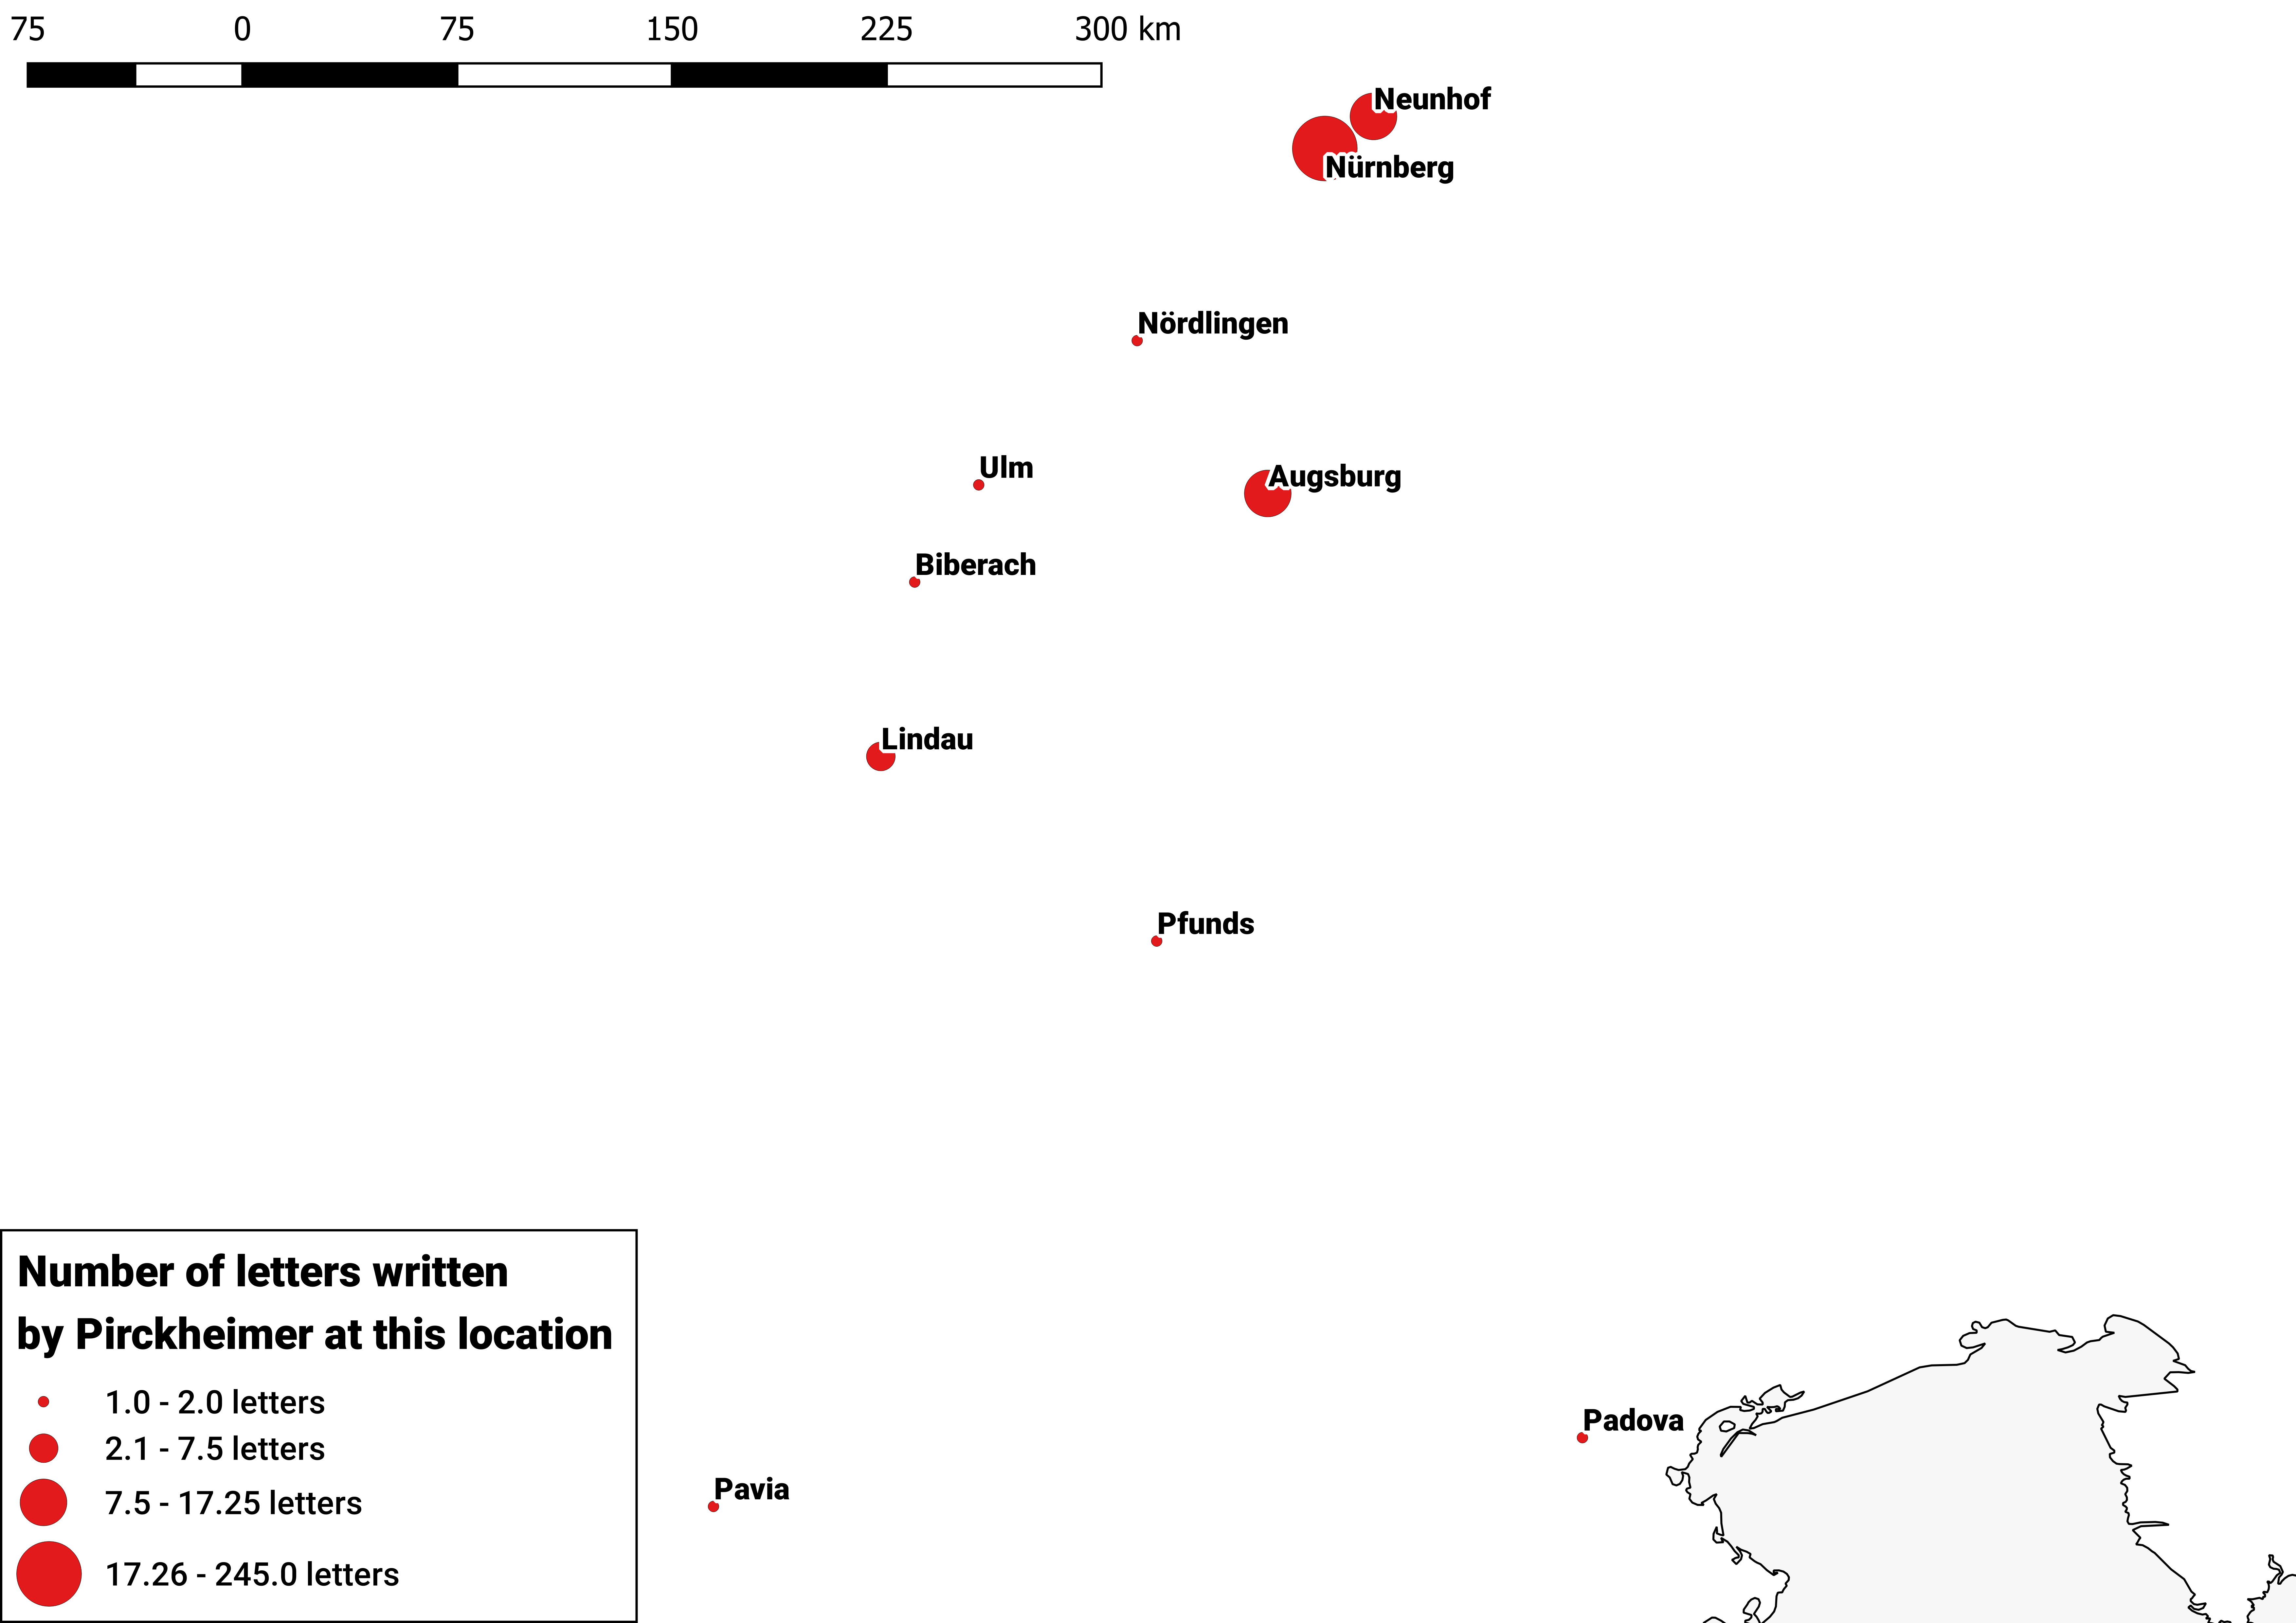 75 0 75 150 225 300 km
Neunhof
Nürnberg
Nördlingen
Ulm
Augsburg
Biberach
Lindau
Pfunds
Padova
Pavia
Number of letters written
by Pirckheimer at this location
1.0 - 2.0 letters
2.1 - 7.5 letters
7.5 - 17.25 letters
17.26 - 245.0 letters